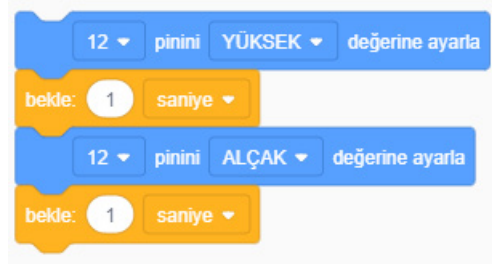 12 pinini YÜKSEK değerine ayarla
bekle: 1 saniye
12 pinini ALÇAK değerine ayarla
bekle: 1 saniye